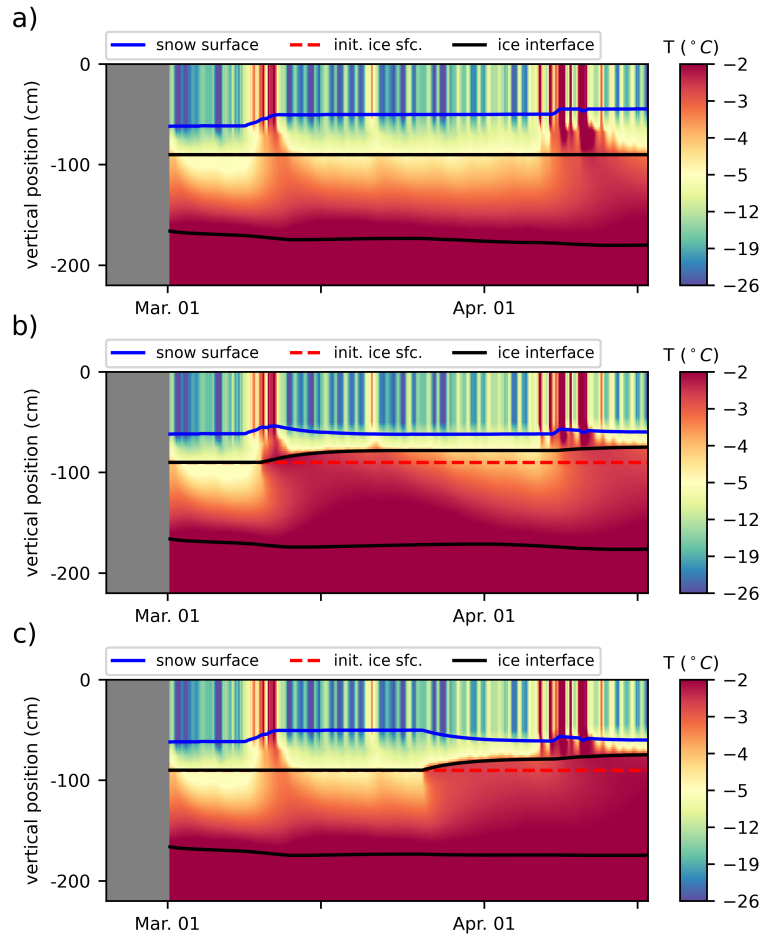 a)
snow surface init. ice sfc. ice interface
T (°C)
vertical position (cm)
0
-100
-200
Mar. 01 Apr. 01
−2
−3
−4
−5
−12
−19
−26
b)
snow surface init. ice sfc. ice interface
T (°C)
vertical position (cm)
0
-100
-200
Mar. 01 Apr. 01
−2
−3
−4
−5
−12
−19
−26
c)
snow surface init. ice sfc. ice interface
T (°C)
vertical position (cm)
0
-100
-200
Mar. 01 Apr. 01
−2
−3
−4
−5
−12
−19
−26